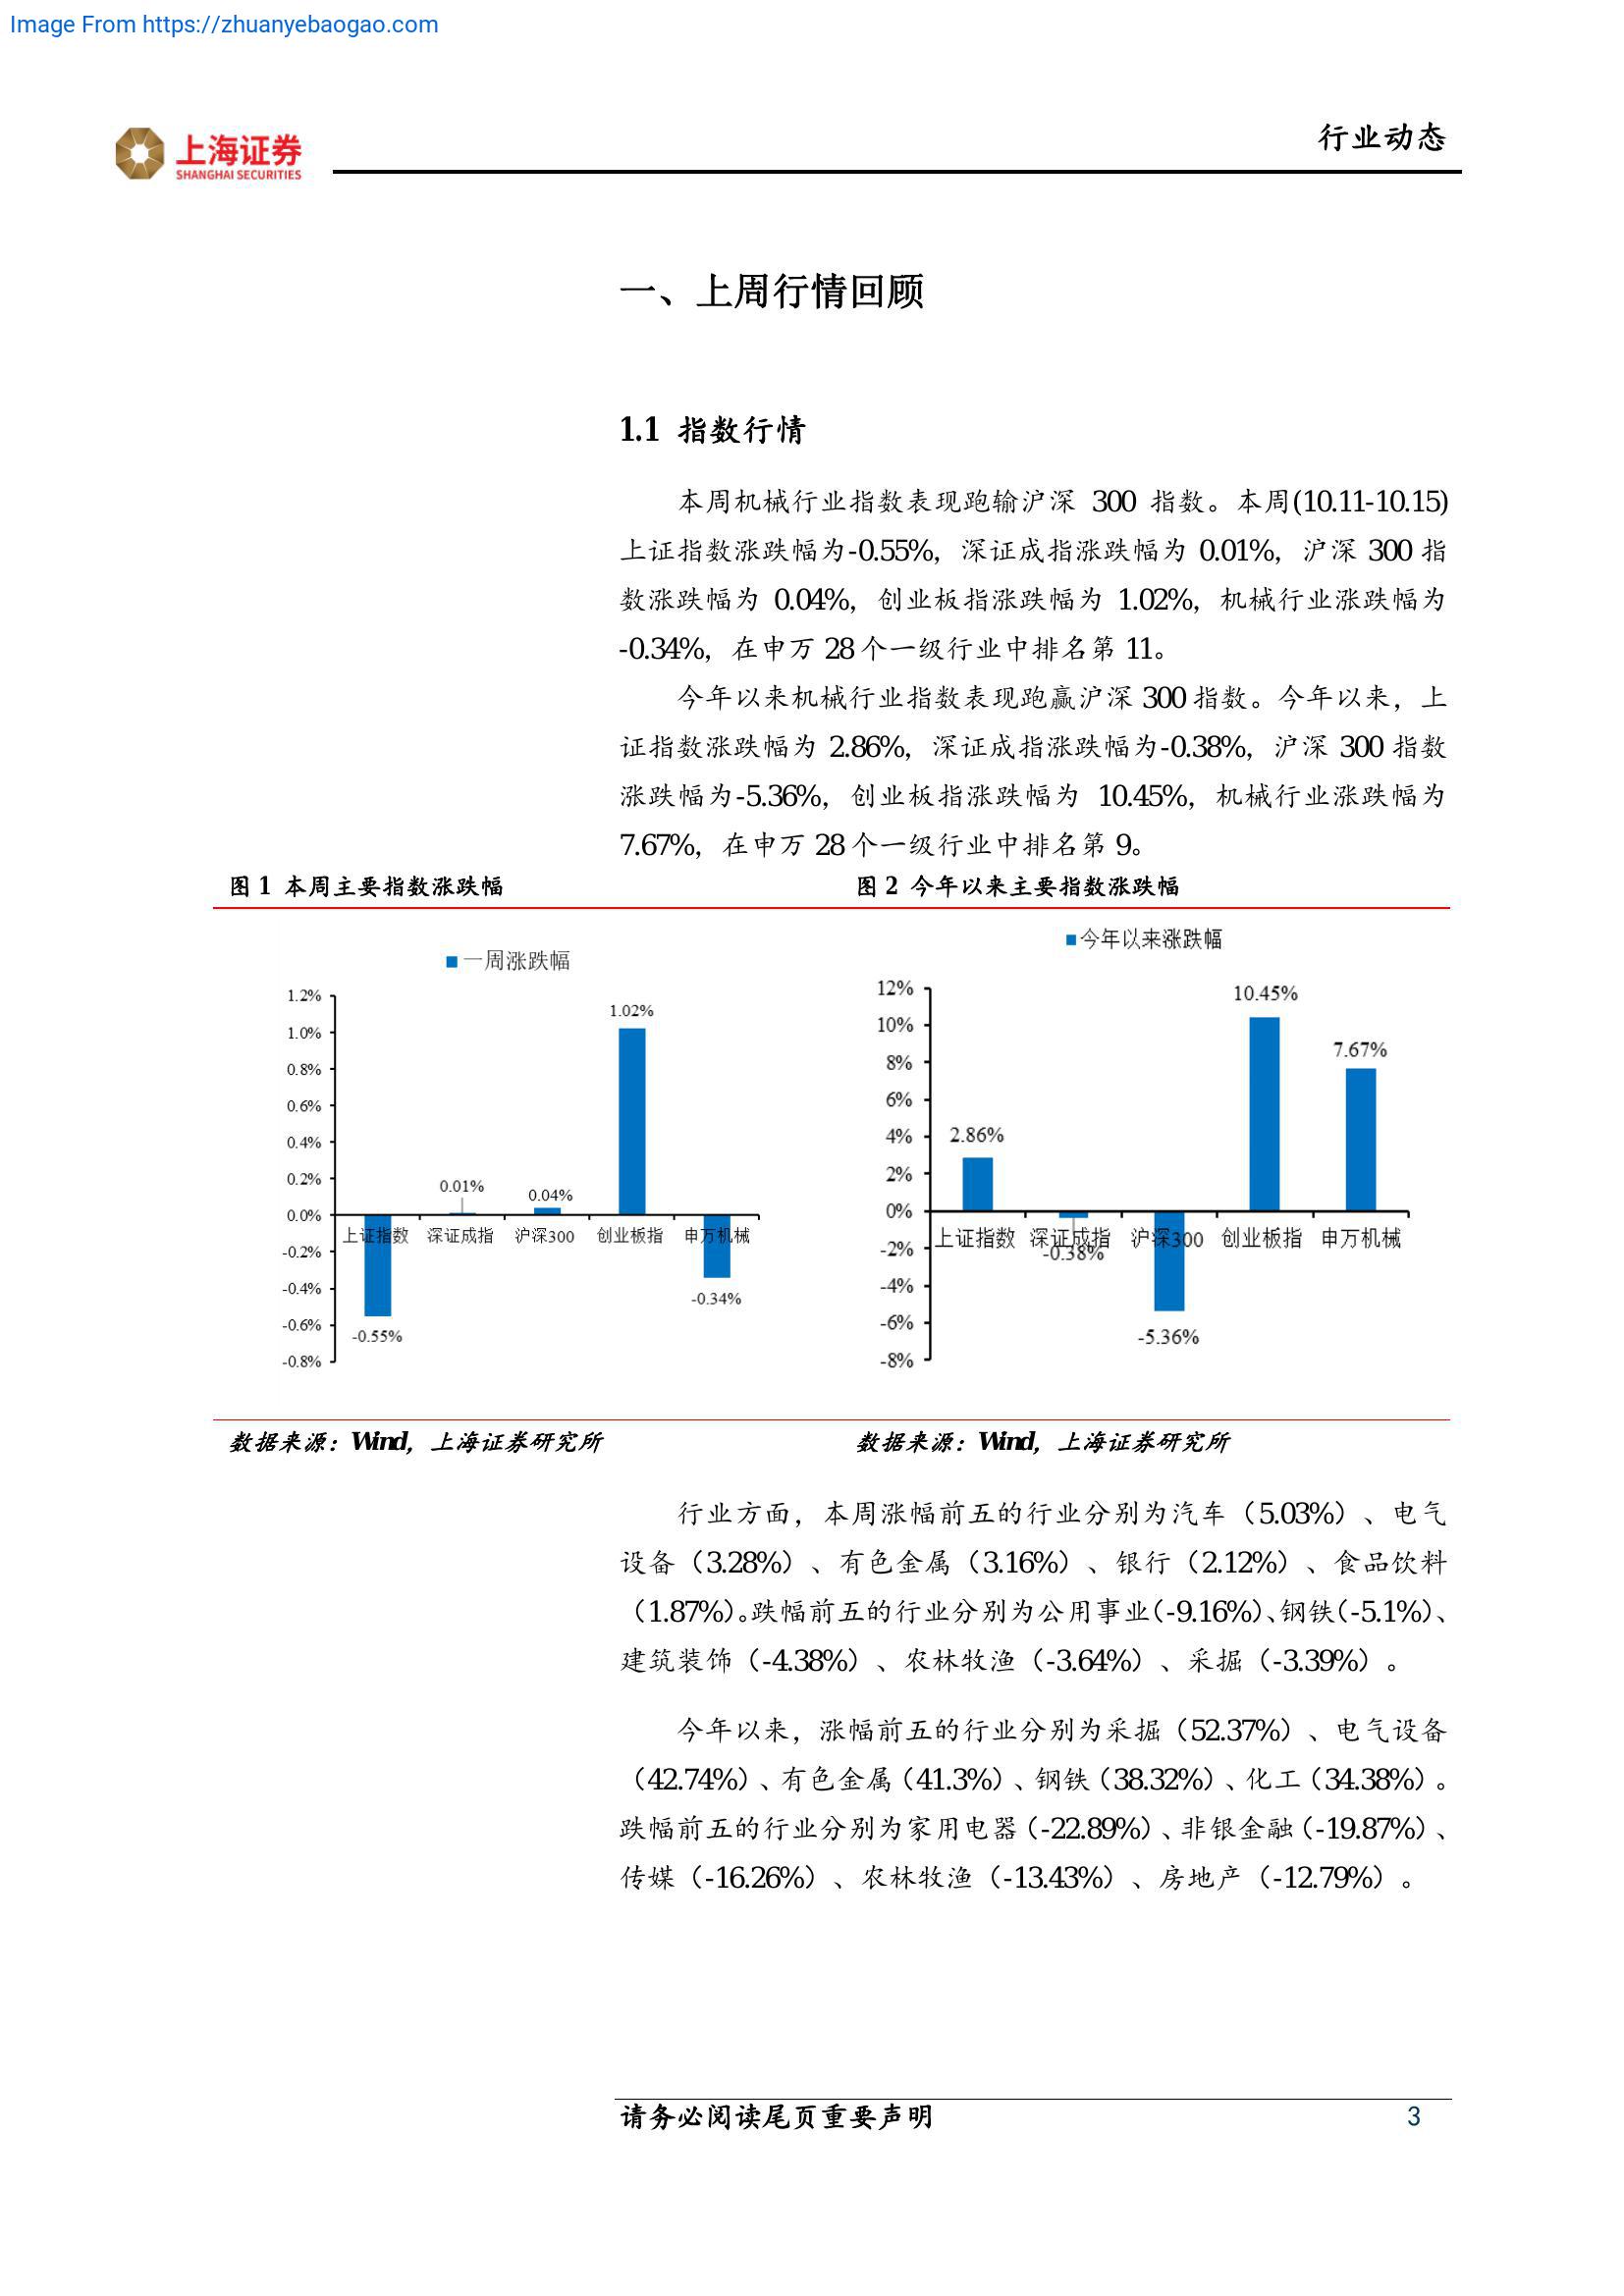 Image From https://zhuanyebaogao.com
上海证券
SHANGHAI SECURITIES
行业动态
一、上周行情回顾
1.1 指数行情
本周机械行业指数表现跑输沪深 300 指数。本周(10.11-10.15)
上证指数涨跌幅为-0.55%，深证成指涨跌幅为 0.01%，沪深 300 指
数涨跌幅为 0.04%，创业板指涨跌幅为 1.02%，机械行业涨跌幅为
-0.34%，在申万 28 个一级行业中排名第 11。
今年以来机械行业指数表现跑赢沪深 300 指数。今年以来，上
证指数涨跌幅为 2.86%，深证成指涨跌幅为-0.38%，沪深 300 指数
涨跌幅为-5.36%，创业板指涨跌幅为 10.45%，机械行业涨跌幅为
7.67%，在申万 28 个一级行业中排名第 9。
图 1 本周主要指数涨跌幅
一周涨跌幅
1.2%
1.0%
0.8%
0.6%
0.4%
0.2%
0.0%
-0.2%
-0.4%
-0.6%
-0.8%
-0.55%
0.01%
0.04%
1.02%
-0.34%
上证指数 深证成指 沪深300 创业板指 申万机械
数据来源：Wind，上海证券研究所
图 2 今年以来主要指数涨跌幅
今年以来涨跌幅
12%
10%
8%
6%
4%
2%
0%
-2%
-4%
-6%
-8%
2.86%
-0.38%
-5.36%
10.45%
7.67%
上证指数 深证成指 沪深300 创业板指 申万机械
数据来源：Wind，上海证券研究所
行业方面，本周涨幅前五的行业分别为汽车（5.03%）、电气
设备（3.28%）、有色金属（3.16%）、银行（2.12%）、食品饮料
（1.87%）。跌幅前五的行业分别为公用事业（-9.16%）、钢铁（-5.1%）、
建筑装饰（-4.38%）、农林牧渔（-3.64%）、采掘（-3.39%）。
今年以来，涨幅前五的行业分别为采掘（52.37%）、电气设备
（42.74%）、有色金属（41.3%）、钢铁（38.32%）、化工（34.38%）。
跌幅前五的行业分别为家用电器（-22.89%）、非银金融（-19.87%）、
传媒（-16.26%）、农林牧渔（-13.43%）、房地产（-12.79%）。
请务必阅读尾页重要声明
3